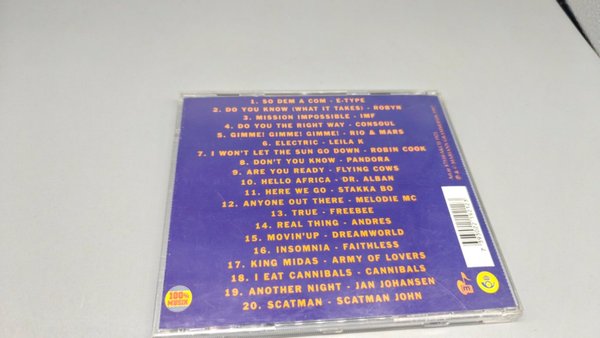 1. SO DEM A COM - E-TYPE
2. DO YOU KNOW (WHAT IT TAKES) - ROBYN
3. MISSION IMPOSSIBLE - IMF
4. DO YOU THE RIGHT WAY - CONSOUL
5. GIMME! GIMME! GIMME! - RIO & MARS
6. ELECTRIC - LEILA K
7. I WON'T LET THE SUN GO DOWN - ROBIN COOK
8. DON'T YOU KNOW - PANDORA
9. ARE YOU READY - FLYING COWS
10. HELLO AFRICA - DR. ALBAN
11. HERE WE GO - STAKKA BO
12. ANYONE OUT THERE - MELODIE MC
13. TRUE - FREEBEE
14. REAL THING - ANDRES
15. MOVIN'UP - DREAMWORLD
16. INSOMNIA - FAITHLESS
17. KING MIDAS - ARMY OF LOVERS
18. I EAT CANNIBALS - CANNIBALS
19. ANOTHER NIGHT - JAN JOHANSEN
20. SCATMAN - SCATMAN JOHN
100%
MUSIK